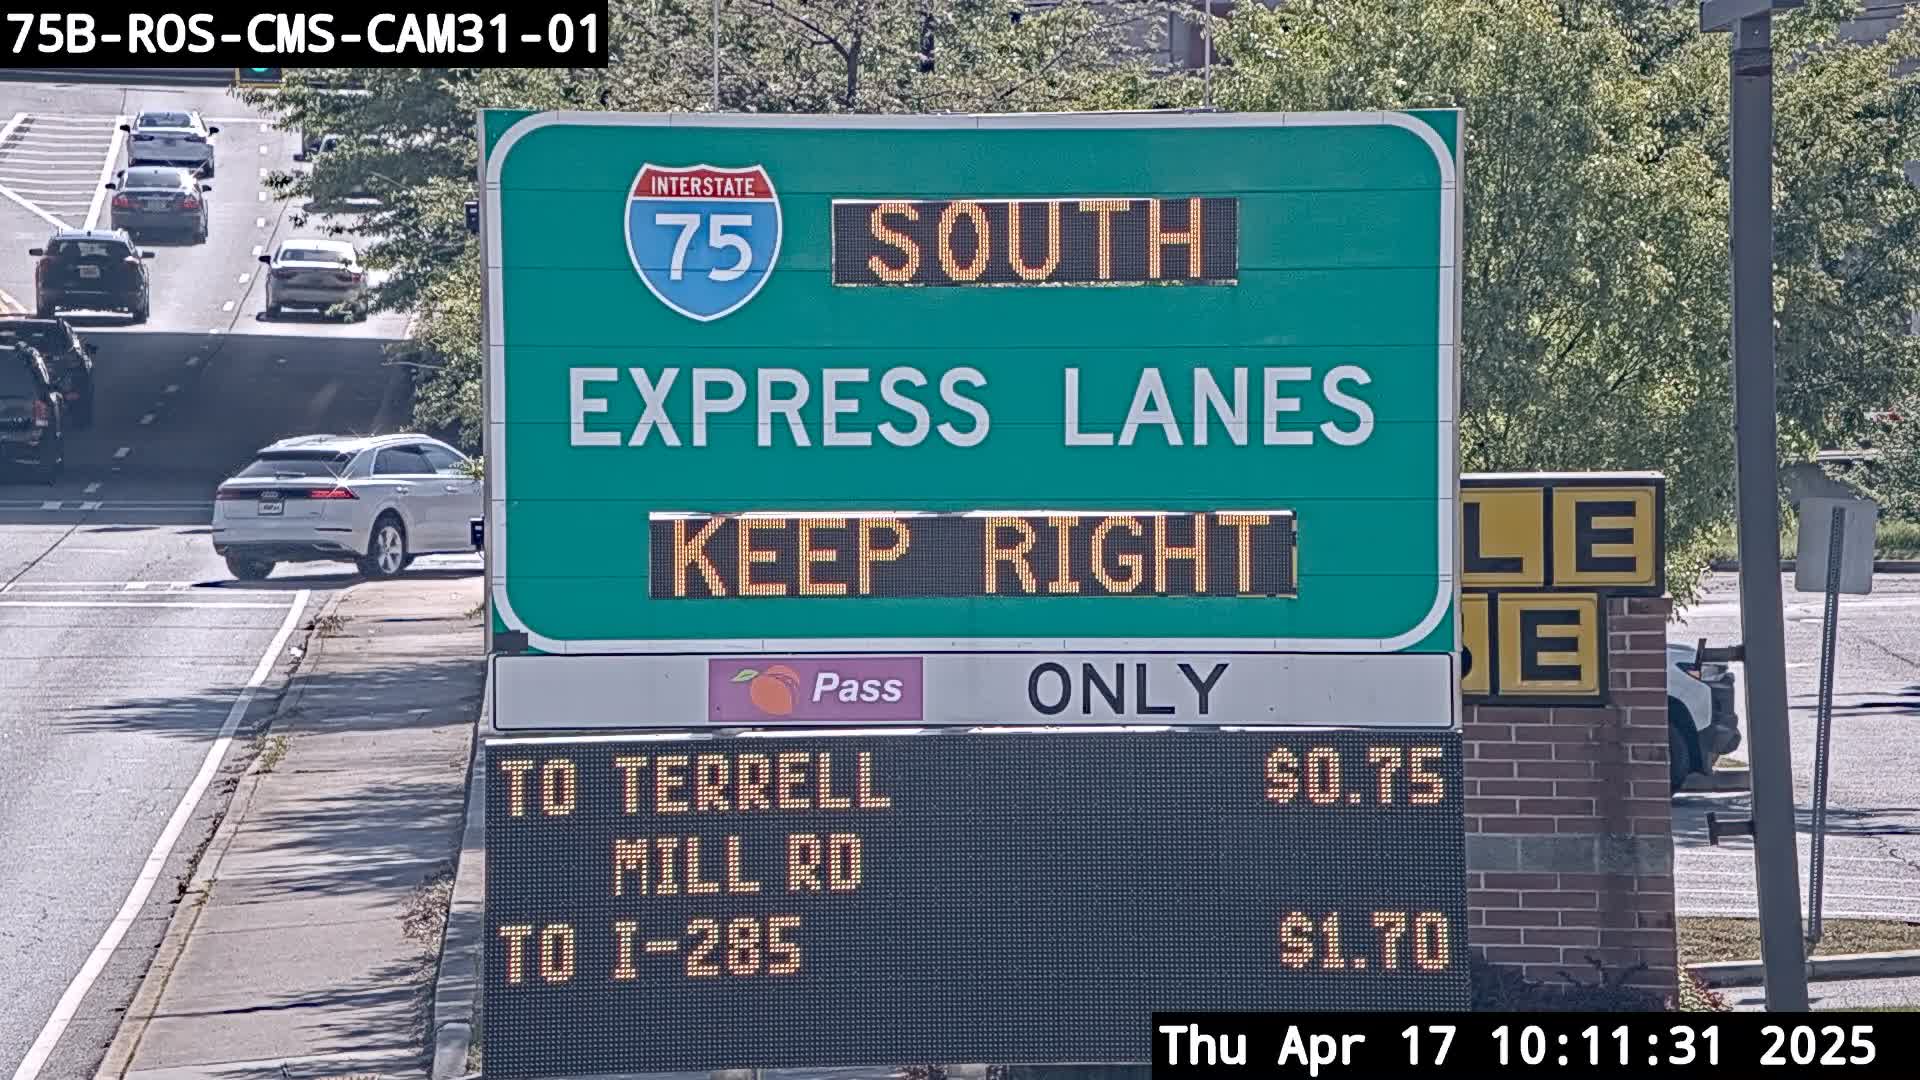 75B-ROS-CMS-CAM31-01
INTERSTATE
75
SOUTH
EXPRESS LANES
KEEP RIGHT
LE
E
Pass ONLY
TO TERRELL $0.75
MILL RD
TO I-285 $1.70
Thu Apr 17 10:11:31 2025